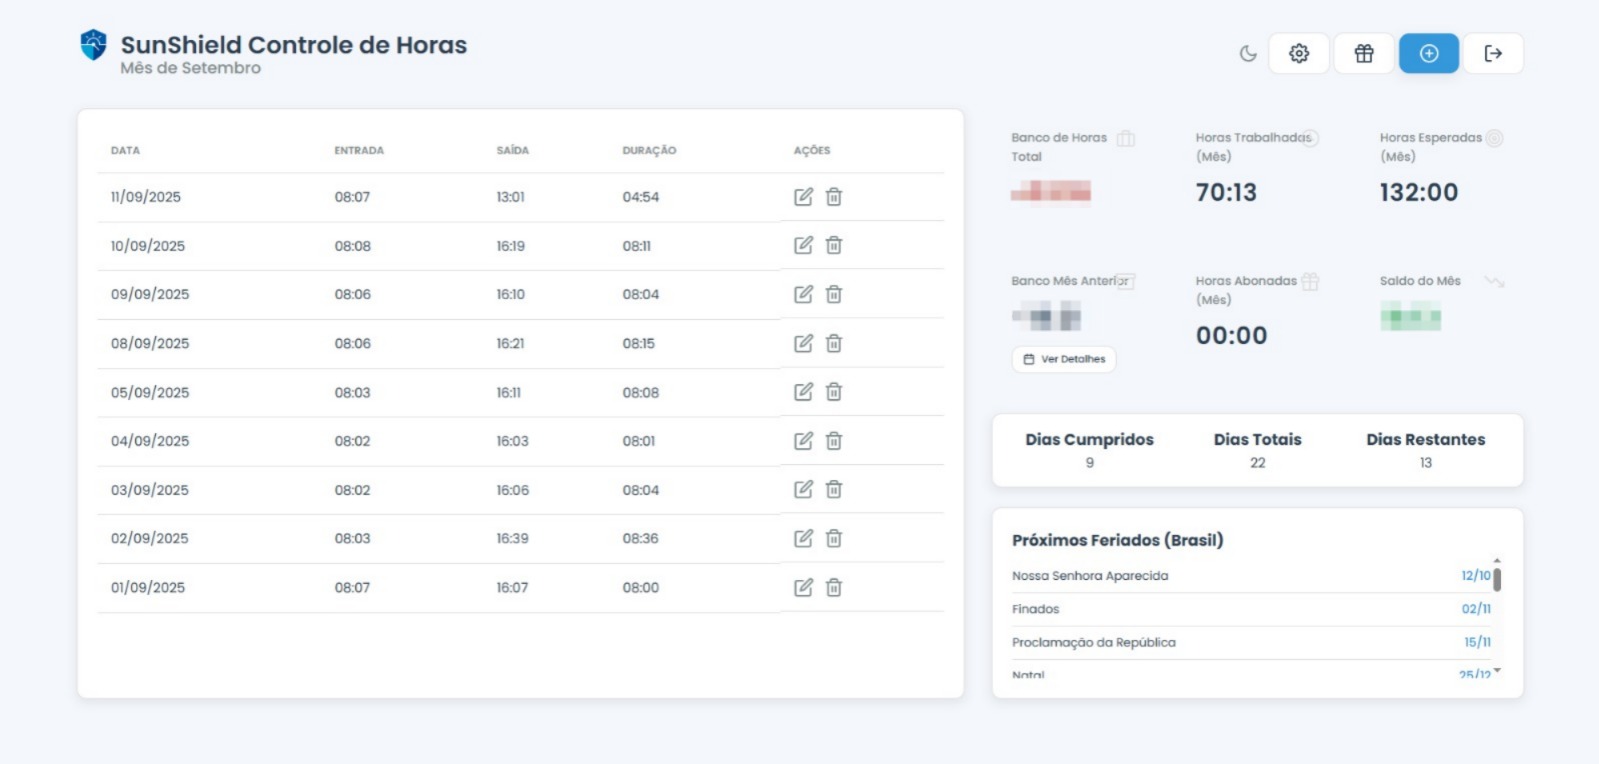 SunShield Controle de Horas
Mês de Setembro
DATA ENTRADA SAÍDA DURAÇÃO AÇÕES
11/09/2025 08:07 13:01 04:54
10/09/2025 08:08 16:19 08:11
09/09/2025 08:06 16:10 08:04
08/09/2025 08:06 16:21 08:15
05/09/2025 08:03 16:11 08:08
04/09/2025 08:02 16:03 08:01
03/09/2025 08:02 16:06 08:04
02/09/2025 08:03 16:39 08:36
01/09/2025 08:07 16:07 08:00
Banco de Horas
Total
Horas Trabalhadas
(Mês)
70:13
Horas Esperadas
(Mês)
132:00
Banco Mês Anterior
Ver Detalhes
Horas Abonadas
(Mês)
00:00
Saldo do Mês
Dias Cumpridos Dias Totais Dias Restantes
9 22 13
Próximos Feriados (Brasil)
Nossa Senhora Aparecida 12/10
Finados 02/11
Proclamação da República 15/11
Natal 25/12